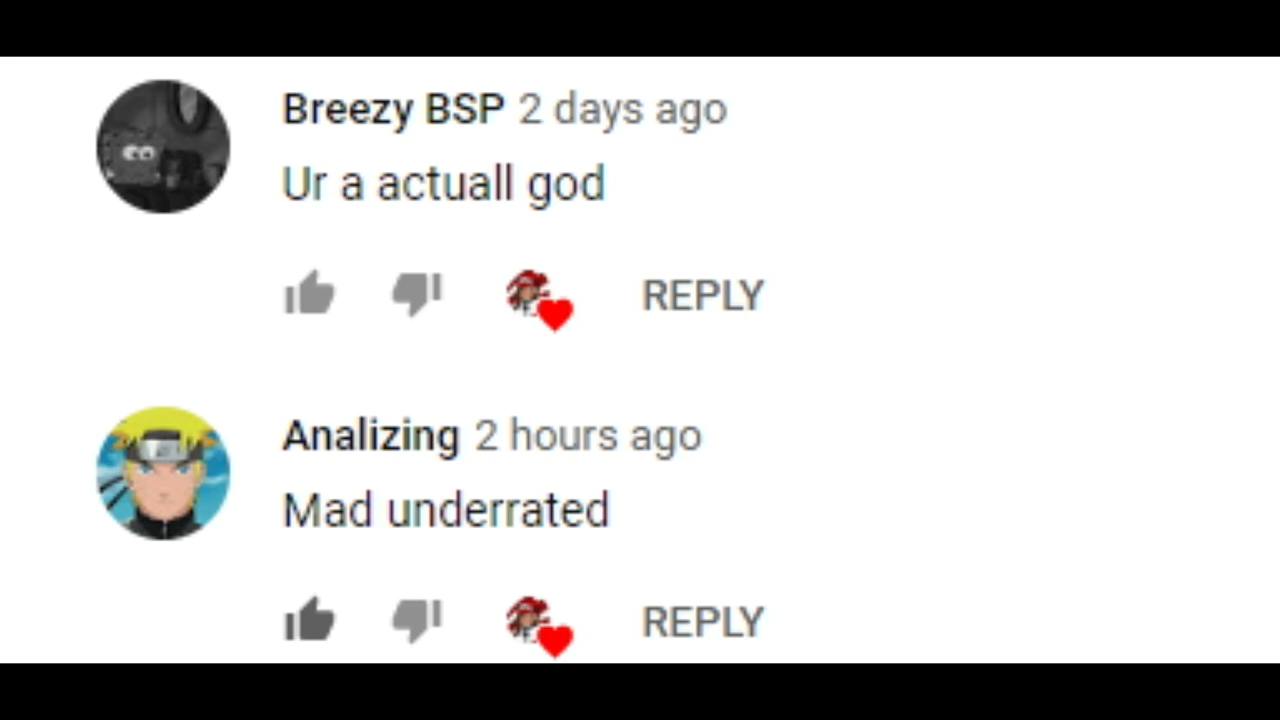 Breezy BSP 2 days ago
Ur a actuall god
REPLY
Analizing 2 hours ago
Mad underrated
REPLY